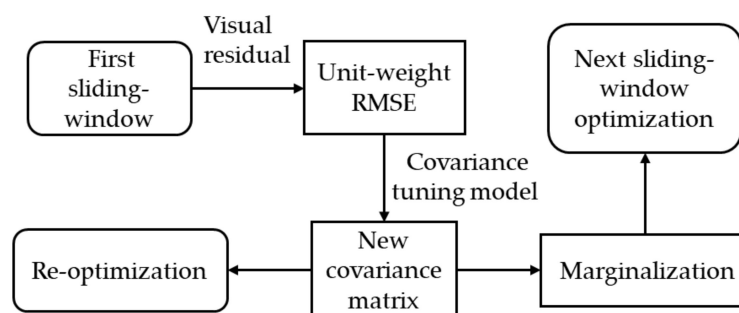 First
sliding-
window
Visual
residual
Unit-weight
RMSE
Next sliding-
window
optimization
Covariance
tuning model
Re-optimization
New
covariance
matrix
Marginalization